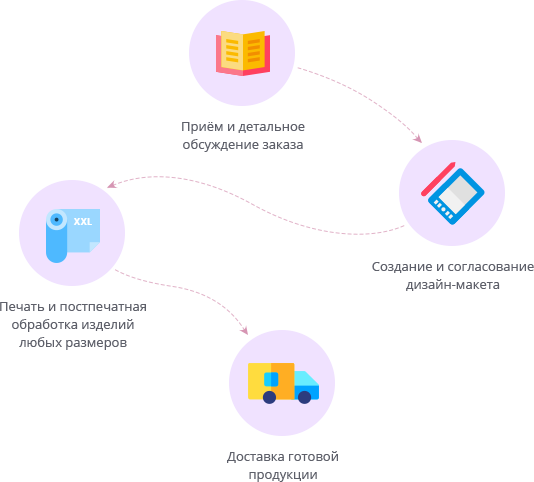 Приём и детальное
обсуждение заказа
Создание и согласование
дизайн-макета
XXL
Печать и постпечатная
обработка изделий
любых размеров
Доставка готовой
продукции